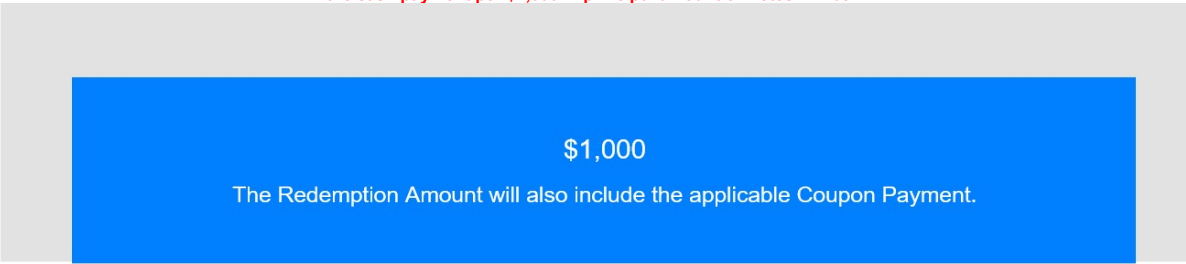 $1,000
The Redemption Amount will also include the applicable Coupon Payment.